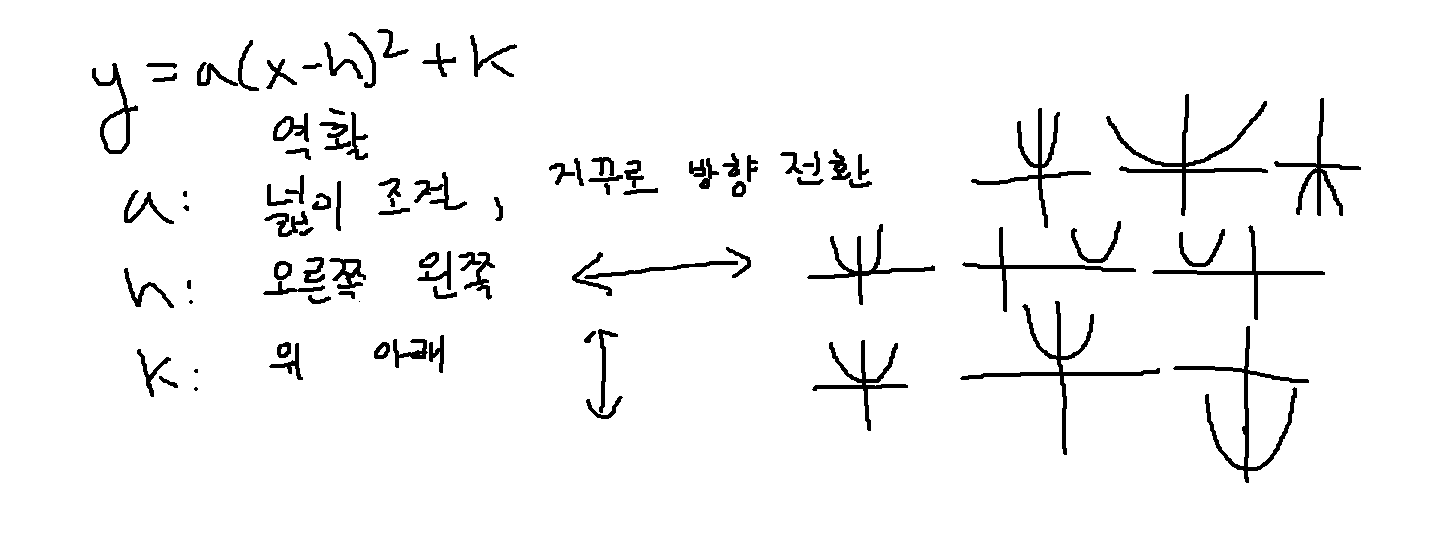 y = a(x-h)² + k
역활
a: 넓이 조절, 거꾸로 방향 전환
h: 오른쪽 왼쪽
k: 위 아래